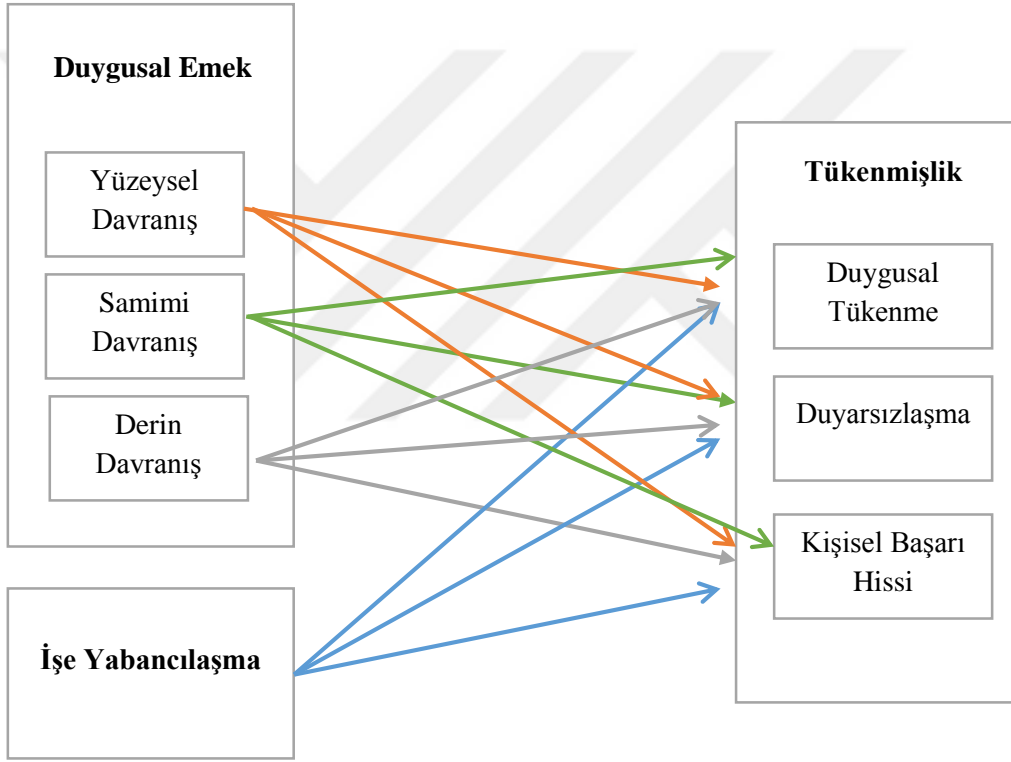 Duygusal Emek
Yüzeysel
Davranış
Samimi
Davranış
Derin
Davranış
İşe Yabancılaşma
Tükenmişlik
Duygusal
Tükenme
Duyarsızlaşma
Kişisel Başarı
Hissi